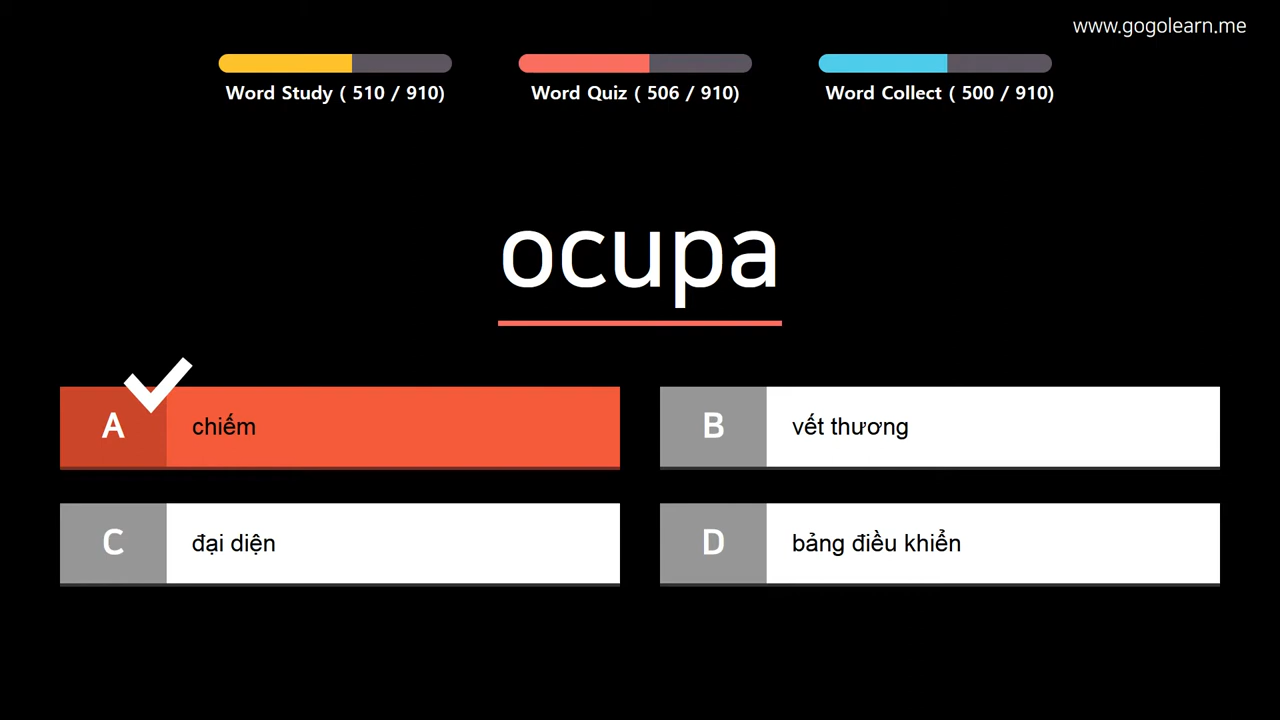 www.gogolearn.me
Word Study ( 510 / 910)
Word Quiz ( 506 / 910)
Word Collect ( 500 / 910)
ocupa
A chiếm
B vết thương
C đại diện
D bảng điều khiển